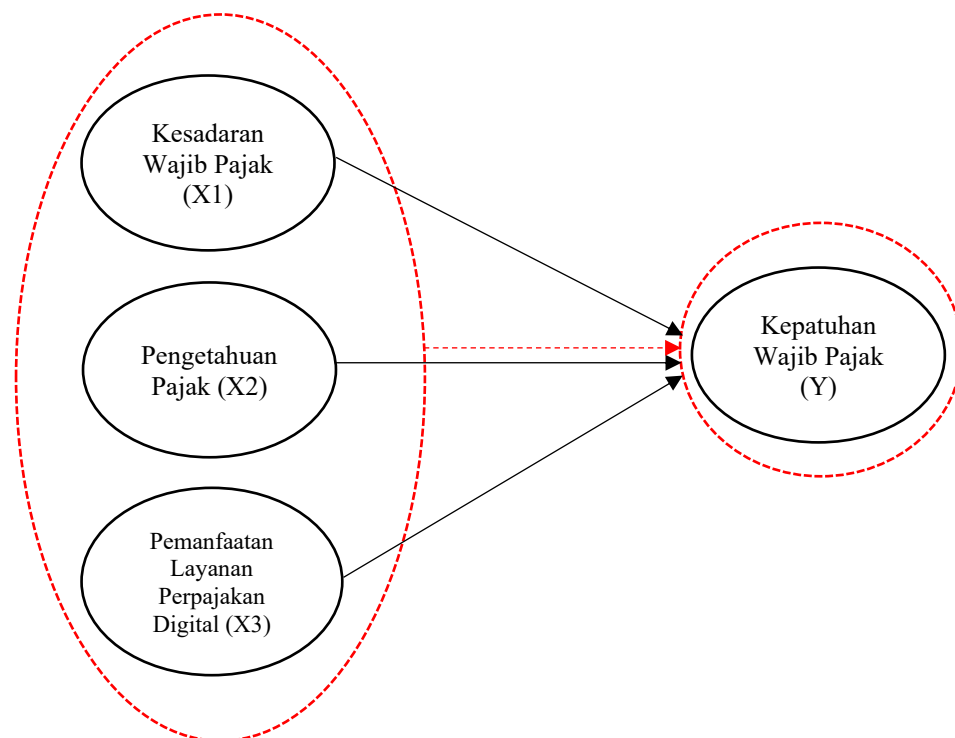 Kesadaran
Wajib Pajak
(X1)
Pengetahuan
Pajak (X2)
Pemanfaatan
Layanan
Perpajakan
Digital (X3)
Kepatuhan
Wajib Pajak
(Y)